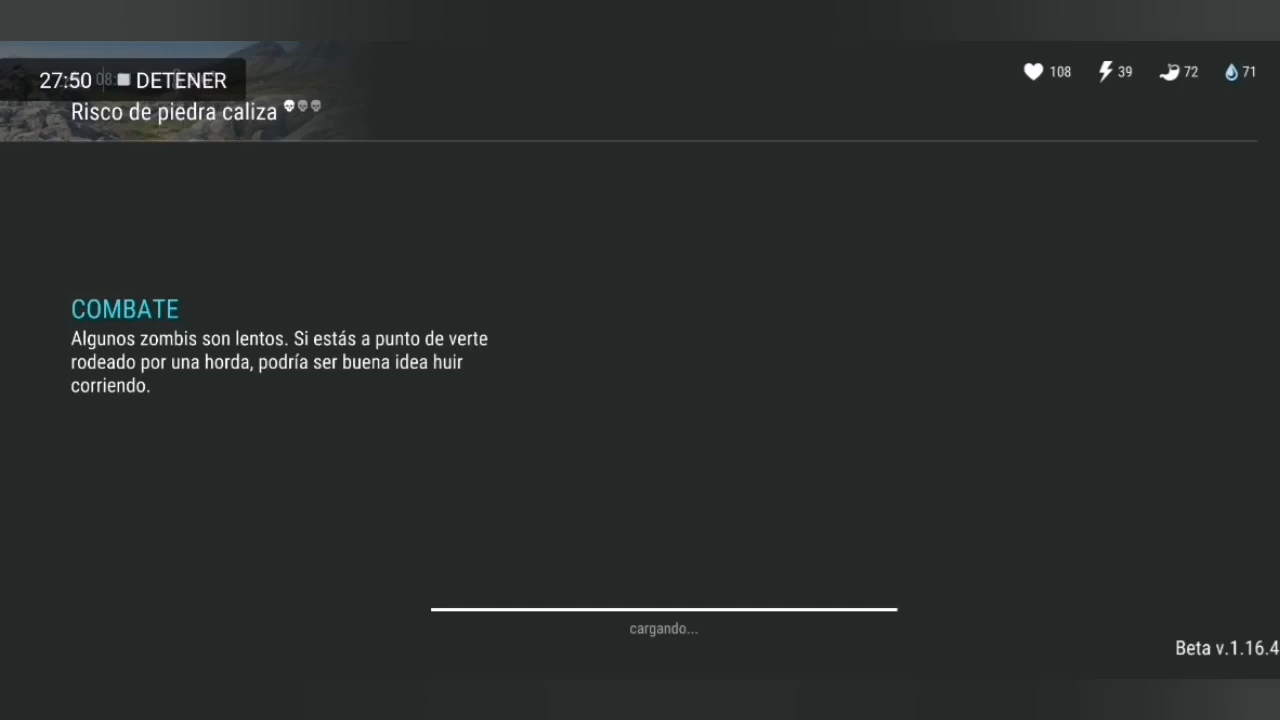 27:50 DETENER
Risco de piedra caliza
108 39 72 71
COMBATE
Algunos zombis son lentos. Si estás a punto de verte
rodeado por una horda, podría ser buena idea huir
corriendo.
cargando...
Beta v.1.16.4